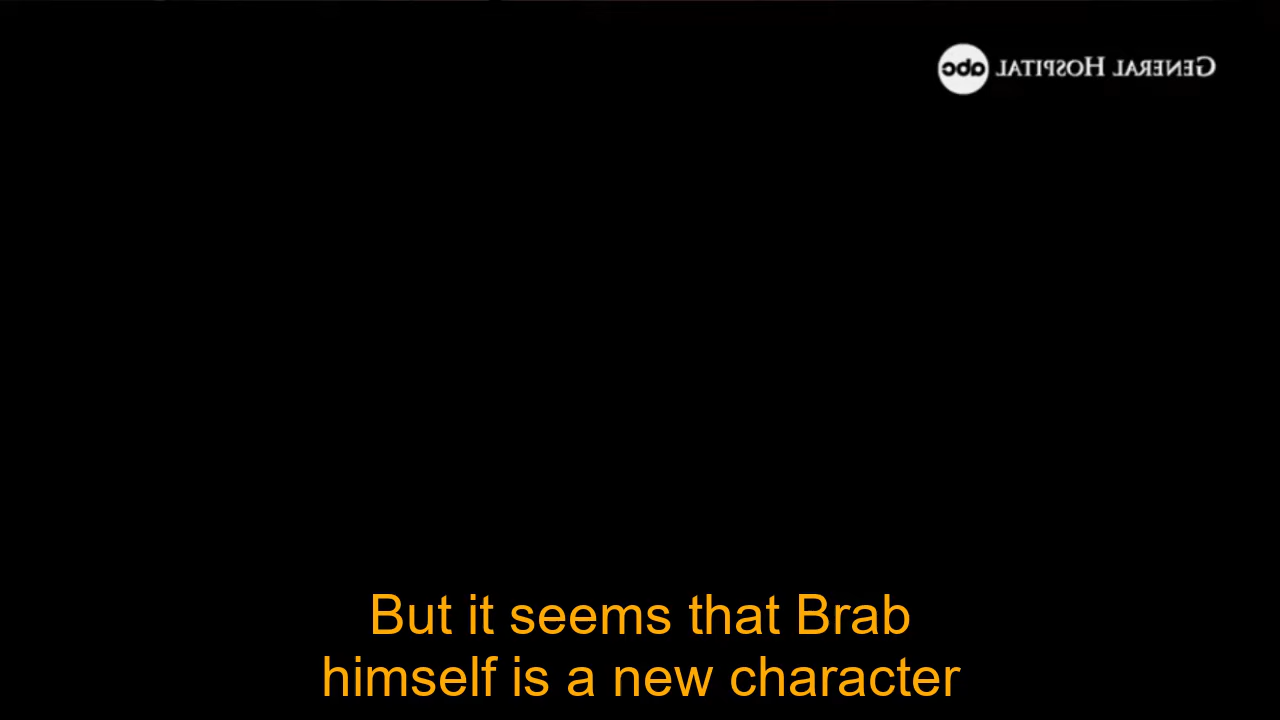 abc GENERAL HOSPITAL
But it seems that Brab
himself is a new character